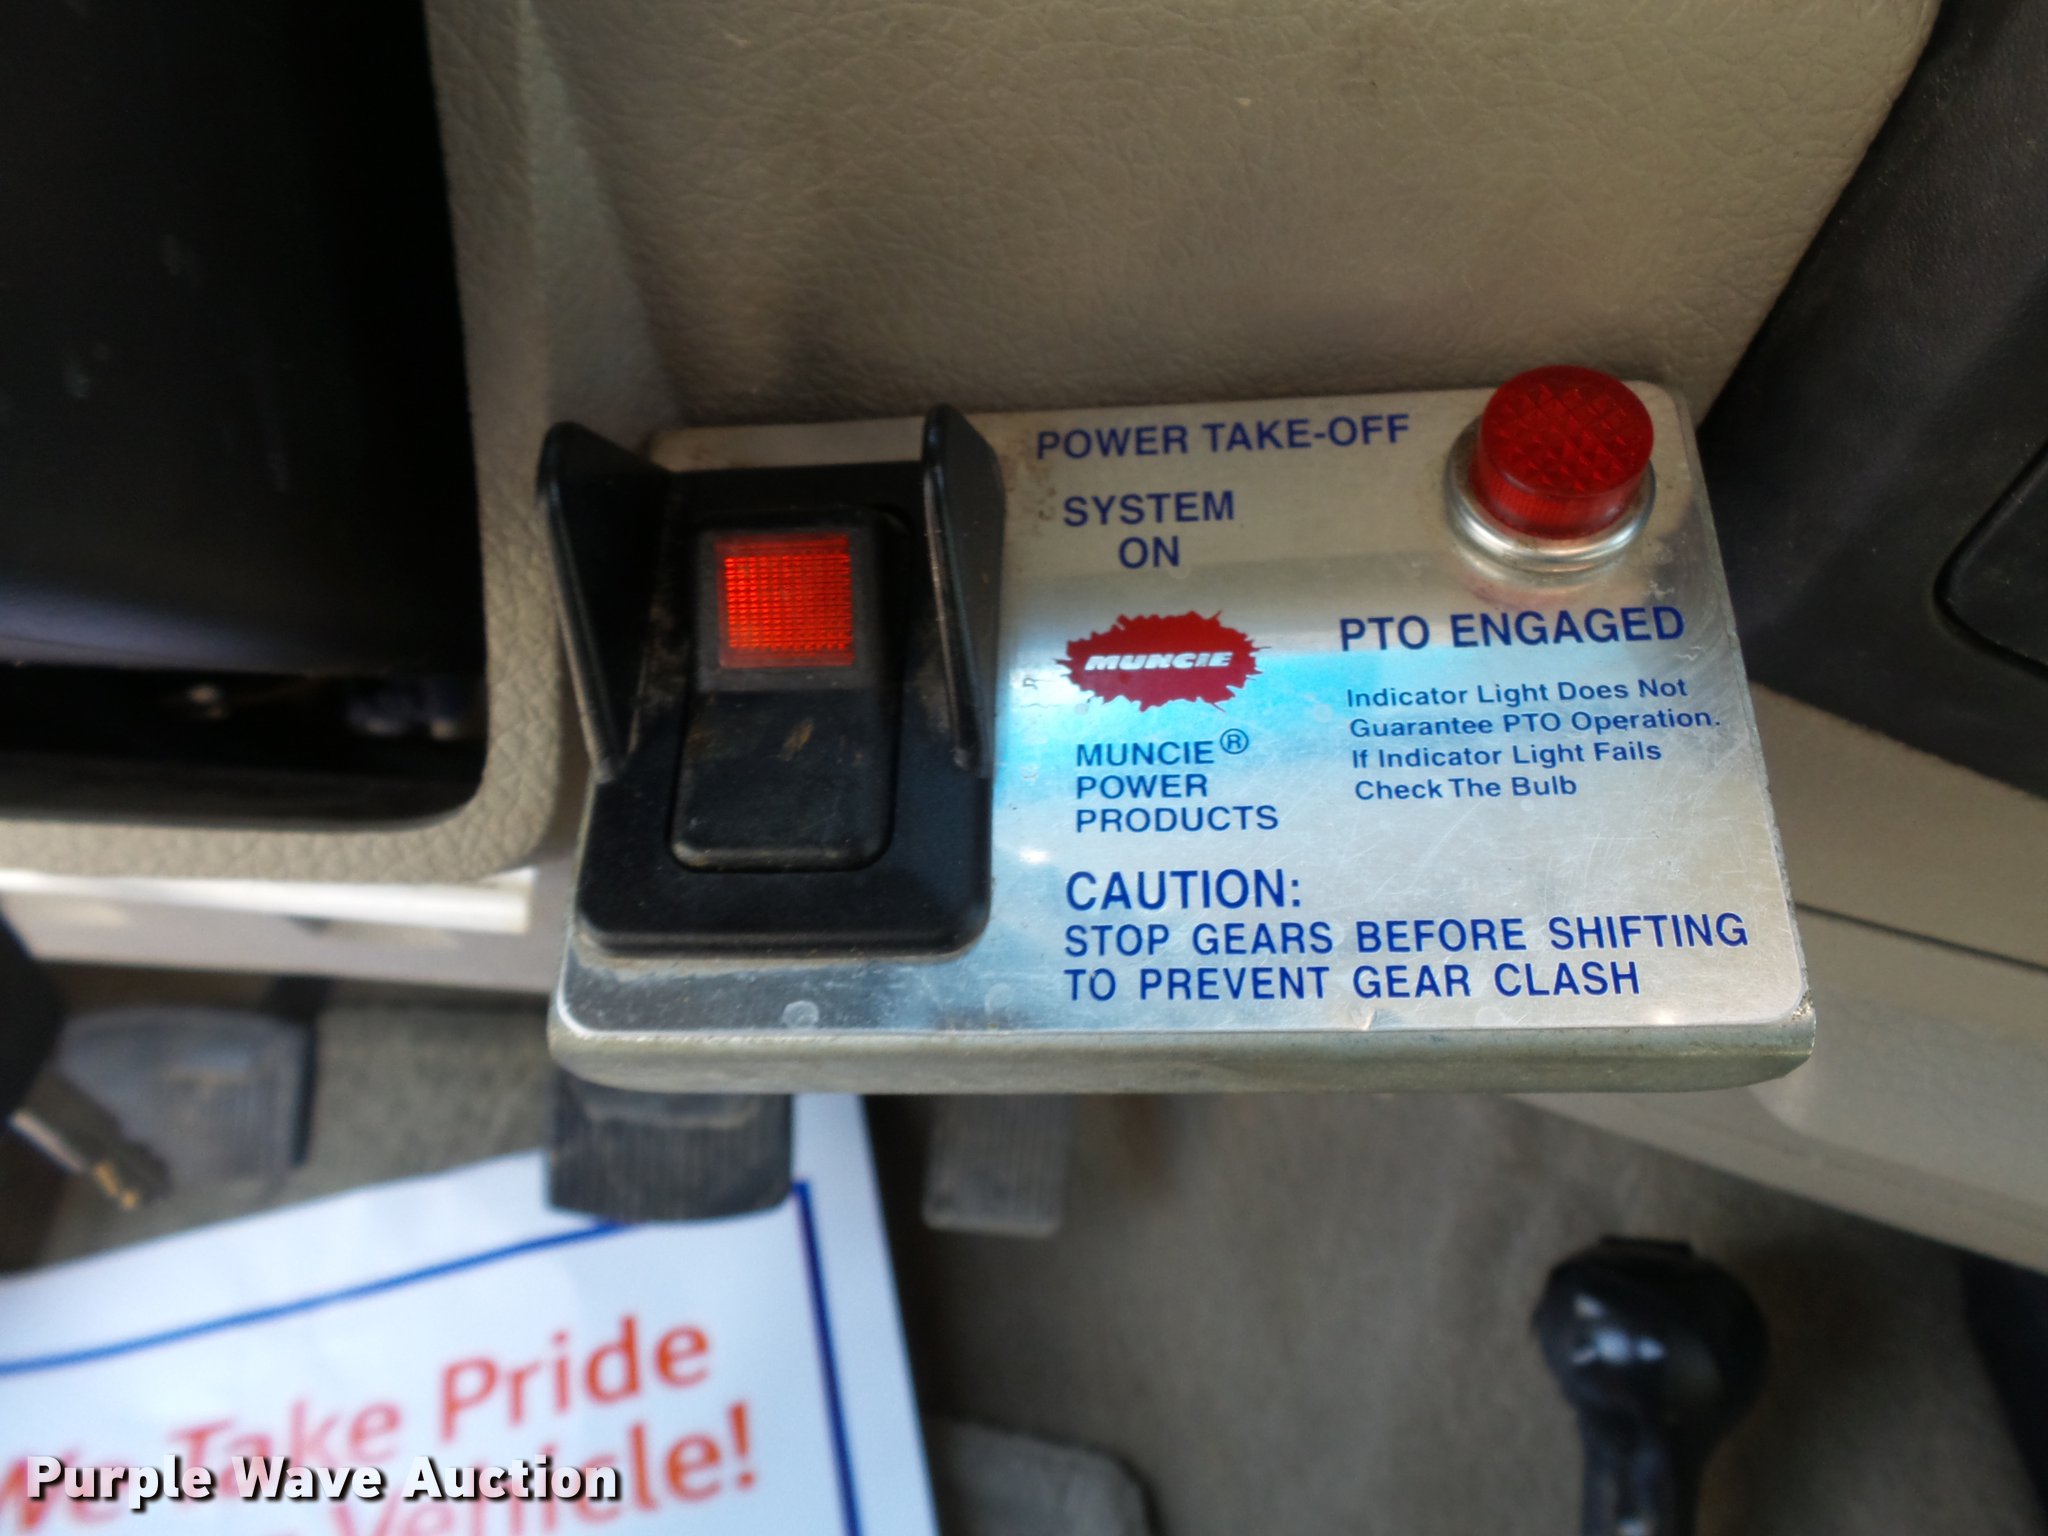 POWER TAKE-OFF
SYSTEM
ON
MUNCIE
MUNCIE®
POWER
PRODUCTS
PTO ENGAGED
Indicator Light Does Not
Guarantee PTO Operation.
If Indicator Light Fails
Check The Bulb
CAUTION:
STOP GEARS BEFORE SHIFTING
TO PREVENT GEAR CLASH
We Take Pride
Vehicle!
Purple Wave Auction